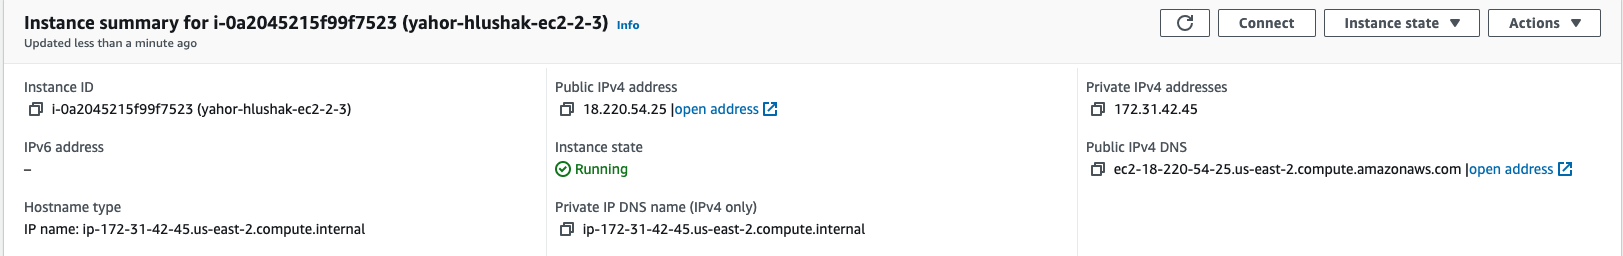 Instance summary for i-0a2045215f99f7523 (yahor-hlushak-ec2-2-3) Info
Updated less than a minute ago
Connect
Instance state
Actions
Instance ID
i-0a2045215f99f7523 (yahor-hlushak-ec2-2-3)
Public IPv4 address
18.220.54.25 |open address
Private IPv4 addresses
172.31.42.45
IPv6 address
–
Instance state
Running
Public IPv4 DNS
ec2-18-220-54-25.us-east-2.compute.amazonaws.com |open address
Hostname type
IP name: ip-172-31-42-45.us-east-2.compute.internal
Private IP DNS name (IPv4 only)
ip-172-31-42-45.us-east-2.compute.internal